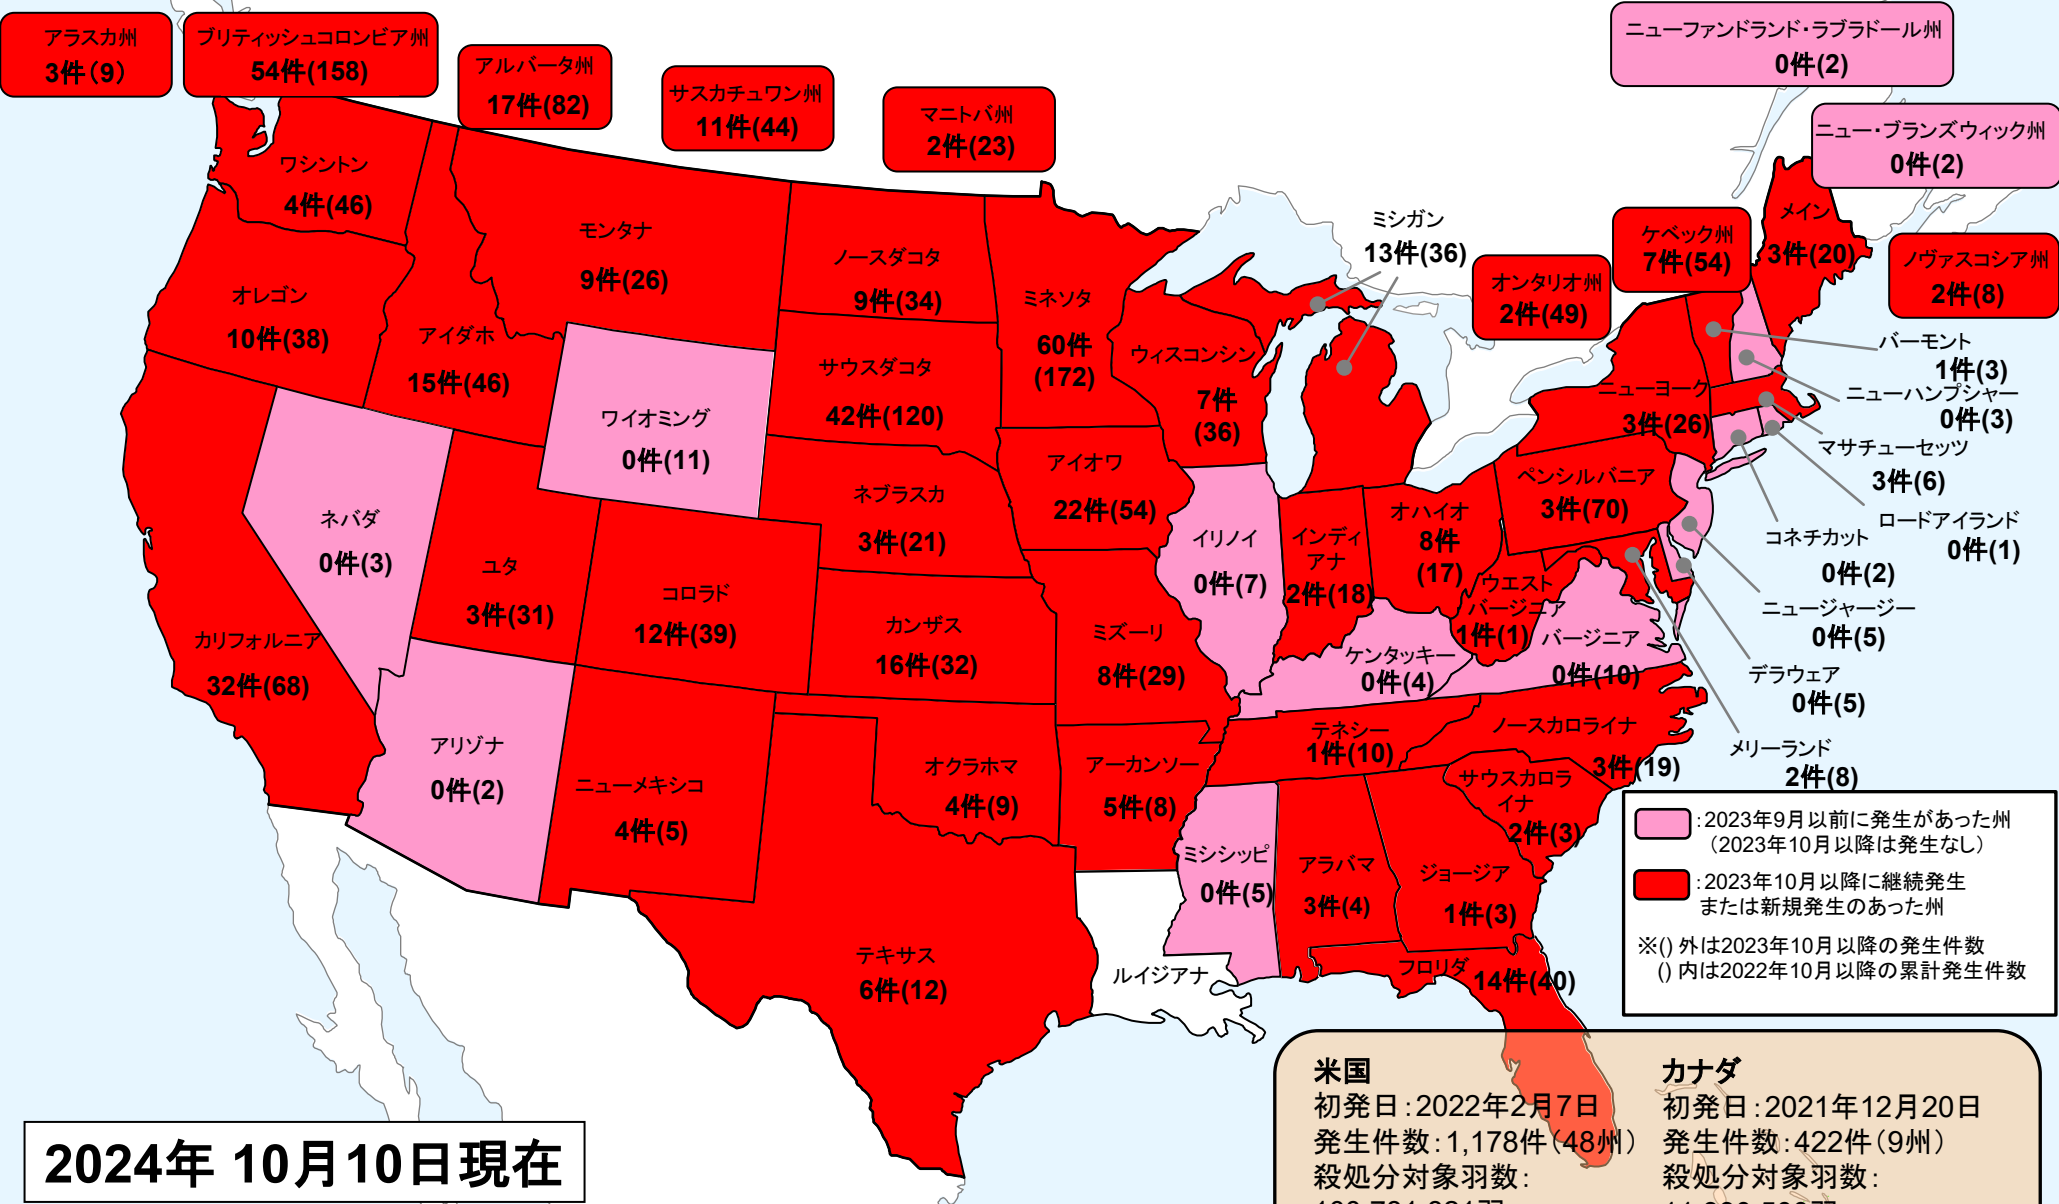 アラスカ州
3件(9)
ブリティッシュコロンビア州
54件(158)
アルバータ州
17件(82)
サスカチュワン州
11件(44)
マニトバ州
2件(23)
ニューファンドランド・ラブラドール州
0件(2)
ニュー・ブランズウィック州
0件(2)
ケベック州
7件(54)
オンタリオ州
2件(49)
ノヴァスコシア州
2件(8)
ワシントン
4件(46)
オレゴン
10件(38)
アイダホ
15件(46)
モンタナ
9件(26)
ノースダコタ
9件(34)
ミネソタ
60件
(172)
ウィスコンシン
7件
(36)
ミシガン
13件(36)
メイン
3件(20)
バーモント
1件(3)
ニューハンプシャー
0件(3)
マサチューセッツ
3件(6)
ロードアイランド
0件(1)
コネチカット
0件(2)
ニュージャージー
0件(5)
デラウェア
0件(5)
メリーランド
2件(8)
ニューヨーク
3件(26)
ペンシルバニア
3件(70)
サウスダコタ
42件(120)
ワイオミング
0件(11)
ネブラスカ
3件(21)
アイオワ
22件(54)
イリノイ
0件(7)
インディ
アナ
2件(18)
オハイオ
8件
(17)
ウエスト
バージニア
1件(1)
バージニア
0件(10)
ケンタッキー
0件(4)
ネバダ
0件(3)
ユタ
3件(31)
コロラド
12件(39)
カンザス
16件(32)
ミズーリ
8件(29)
カリフォルニア
32件(68)
アリゾナ
0件(2)
ニューメキシコ
4件(5)
オクラホマ
4件(9)
アーカンソー
5件(8)
テネシー
1件(10)
ノースカロライナ
3件(19)
サウスカロラ
イナ
2件(3)
ミシシッピ
0件(5)
アラバマ
3件(4)
ジョージア
1件(3)
テキサス
6件(12)
ルイジアナ
フロリダ
14件(40)
:2023年9月以前に発生があった州
(2023年10月以降は発生なし)
:2023年10月以降に継続発生
または新規発生のあった州
※() 外は2023年10月以降の発生件数
() 内は2022年10月以降の累計発生件数
米国
初発日:2022年2月7日
発生件数:1,178件(48州)
殺処分対象羽数:
カナダ
初発日:2021年12月20日
発生件数:422件(9州)
殺処分対象羽数:
2024年 10月10日現在